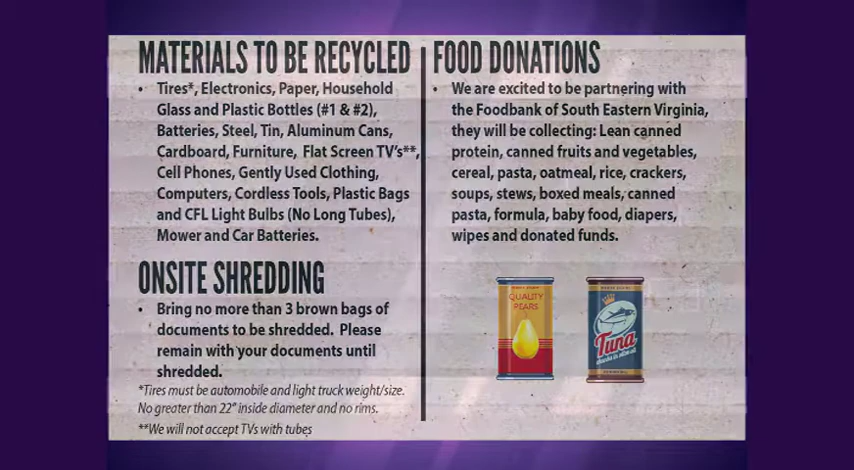 MATERIALS TO BE RECYCLED
• Tires*, Electronics, Paper, Household
Glass and Plastic Bottles (#1 & #2),
Batteries, Steel, Tin, Aluminum Cans,
Cardboard, Furniture, Flat Screen TV's**,
Cell Phones, Gently Used Clothing,
Computers, Cordless Tools, Plastic Bags
and CFL Light Bulbs (No Long Tubes),
Mower and Car Batteries.
ONSITE SHREDDING
• Bring no more than 3 brown bags of
documents to be shredded. Please
remain with your documents until
shredded.
*Tires must be automobile and light truck weight/size.
No greater than 22" inside diameter and no rims.
**We will not accept TVs with tubes
FOOD DONATIONS
• We are excited to be partnering with
the Foodbank of South Eastern Virginia,
they will be collecting: Lean canned
protein, canned fruits and vegetables,
cereal, pasta, oatmeal, rice, crackers,
soups, stews, boxed meals, canned
pasta, formula, baby food, diapers,
wipes and donated funds.
QUALITY
PEARS
Tuna